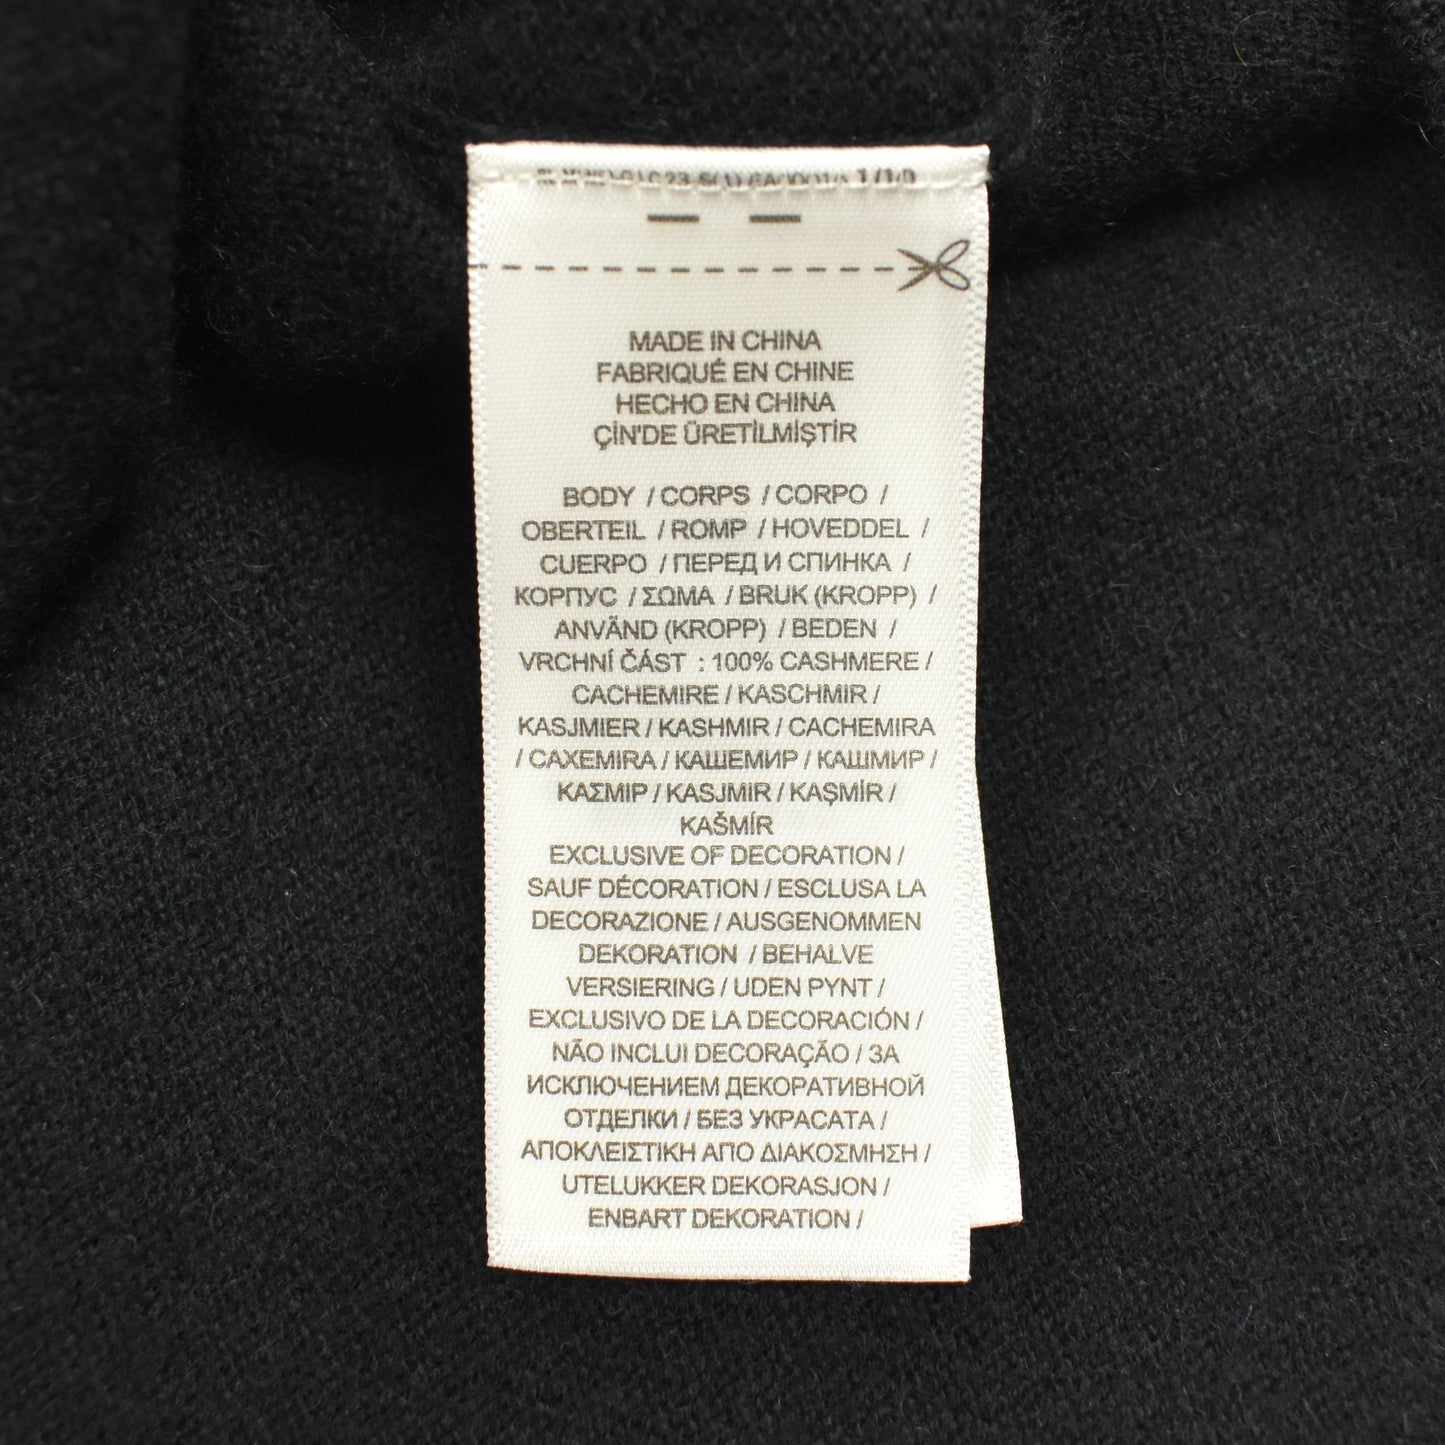 MADE IN CHINA
FABRIQUÉ EN CHINE
HECHO EN CHINA
ÇİN'DE ÜRETİLMİŞTİR
BODY / CORPS / CORPO /
OBERTEIL / ROMP / HOVEDDEL /
CUERPO / ПЕРЕД И СПИНКА /
КОРПУС / ΣΩΜΑ / BRUK (KROPP) /
ANVÄND (KROPP) / BEDEN /
VRCHNÍ ČÁST : 100% CASHMERE /
CACHEMIRE / KASCHMIR /
KASJMIER / KASHMIR / CACHEMIRA
/ CAXEMIRA / КАШЕМИР / КАШМИР /
ΚΑΣΜΙΡ / KASJMIR / KAŞMİR /
KAŠMÍR
EXCLUSIVE OF DECORATION /
SAUF DÉCORATION / ESCLUSA LA
DECORAZIONE / AUSGENOMMEN
DEKORATION / BEHALVE
VERSIERING / UDEN PYNT /
EXCLUSIVO DE LA DECORACIÓN /
NÃO INCLUI DECORAÇÃO / ЗА
ИСКЛЮЧЕНИЕМ ДЕКОРАТИВНОЙ
ОТДЕЛКИ / БЕЗ УКРАСАТА /
ΑΠΟΚΛΕΙΣΤΙΚΗ ΑΠΟ ΔΙΑΚΟΣΜΗΣΗ /
UTELUKKER DEKORASJON /
ENBART DEKORATION /